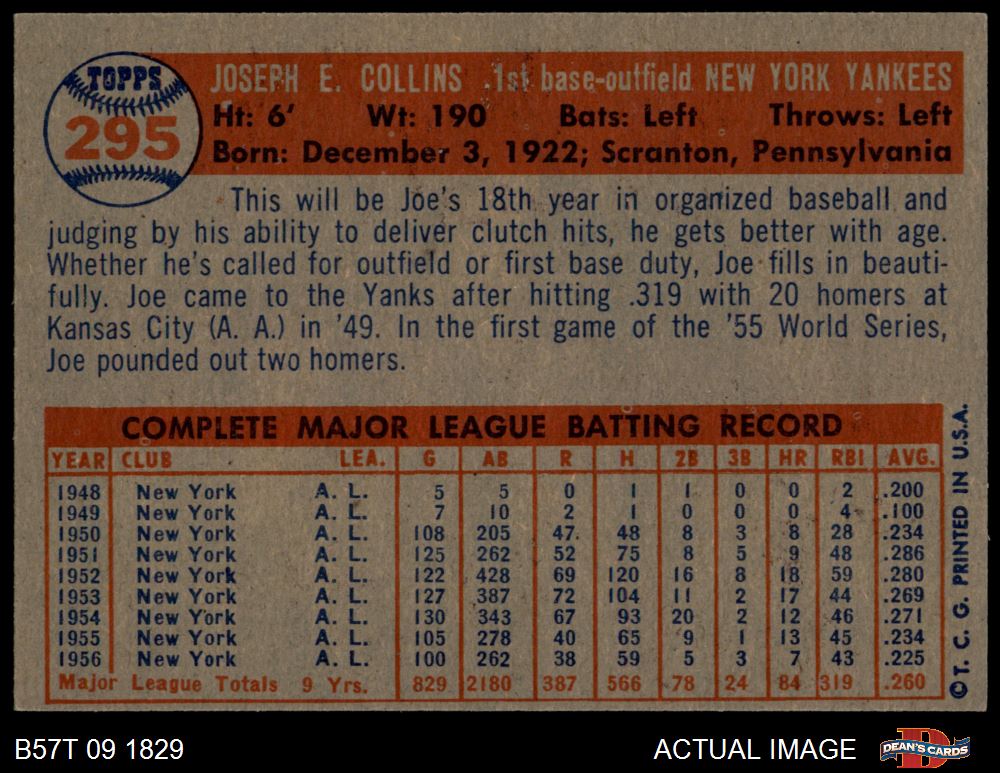 TOPPS
295
JOSEPH E. COLLINS 1st base-outfield NEW YORK YANKEES
Ht: 6' Wt: 190 Bats: Left Throws: Left
Born: December 3, 1922; Scranton, Pennsylvania
This will be Joe's 18th year in organized baseball and
judging by his ability to deliver clutch hits, he gets better with age.
Whether he's called for outfield or first base duty, Joe fills in beauti-
fully. Joe came to the Yanks after hitting .319 with 20 homers at
Kansas City (A. A.) in '49. In the first game of the '55 World Series,
Joe pounded out two homers.
COMPLETE MAJOR LEAGUE BATTING RECORD
YEAR CLUB LEA. G AB R H 2B 3B HR RBI AVG.
1948 New York A. L. 5 5 0 1 1 0 0 2 .200
1949 New York A. L. 7 10 2 1 0 0 0 4 .100
1950 New York A. L. 108 205 47 48 8 3 8 28 .234
1951 New York A. L. 125 262 52 75 8 5 9 48 .286
1952 New York A. L. 122 428 69 120 16 8 18 59 .280
1953 New York A. L. 127 387 72 104 11 2 17 44 .269
1954 New York A. L. 130 343 67 93 20 2 12 46 .271
1955 New York A. L. 105 278 40 65 9 1 13 45 .234
1956 New York A. L. 100 262 38 59 5 3 7 43 .225
Major League Totals 9 Yrs. 829 2180 387 566 78 24 84 319 .260
©T. C. G. PRINTED IN U.S.A.
B57T 09 1829 ACTUAL IMAGE
DEAN'S CARDS